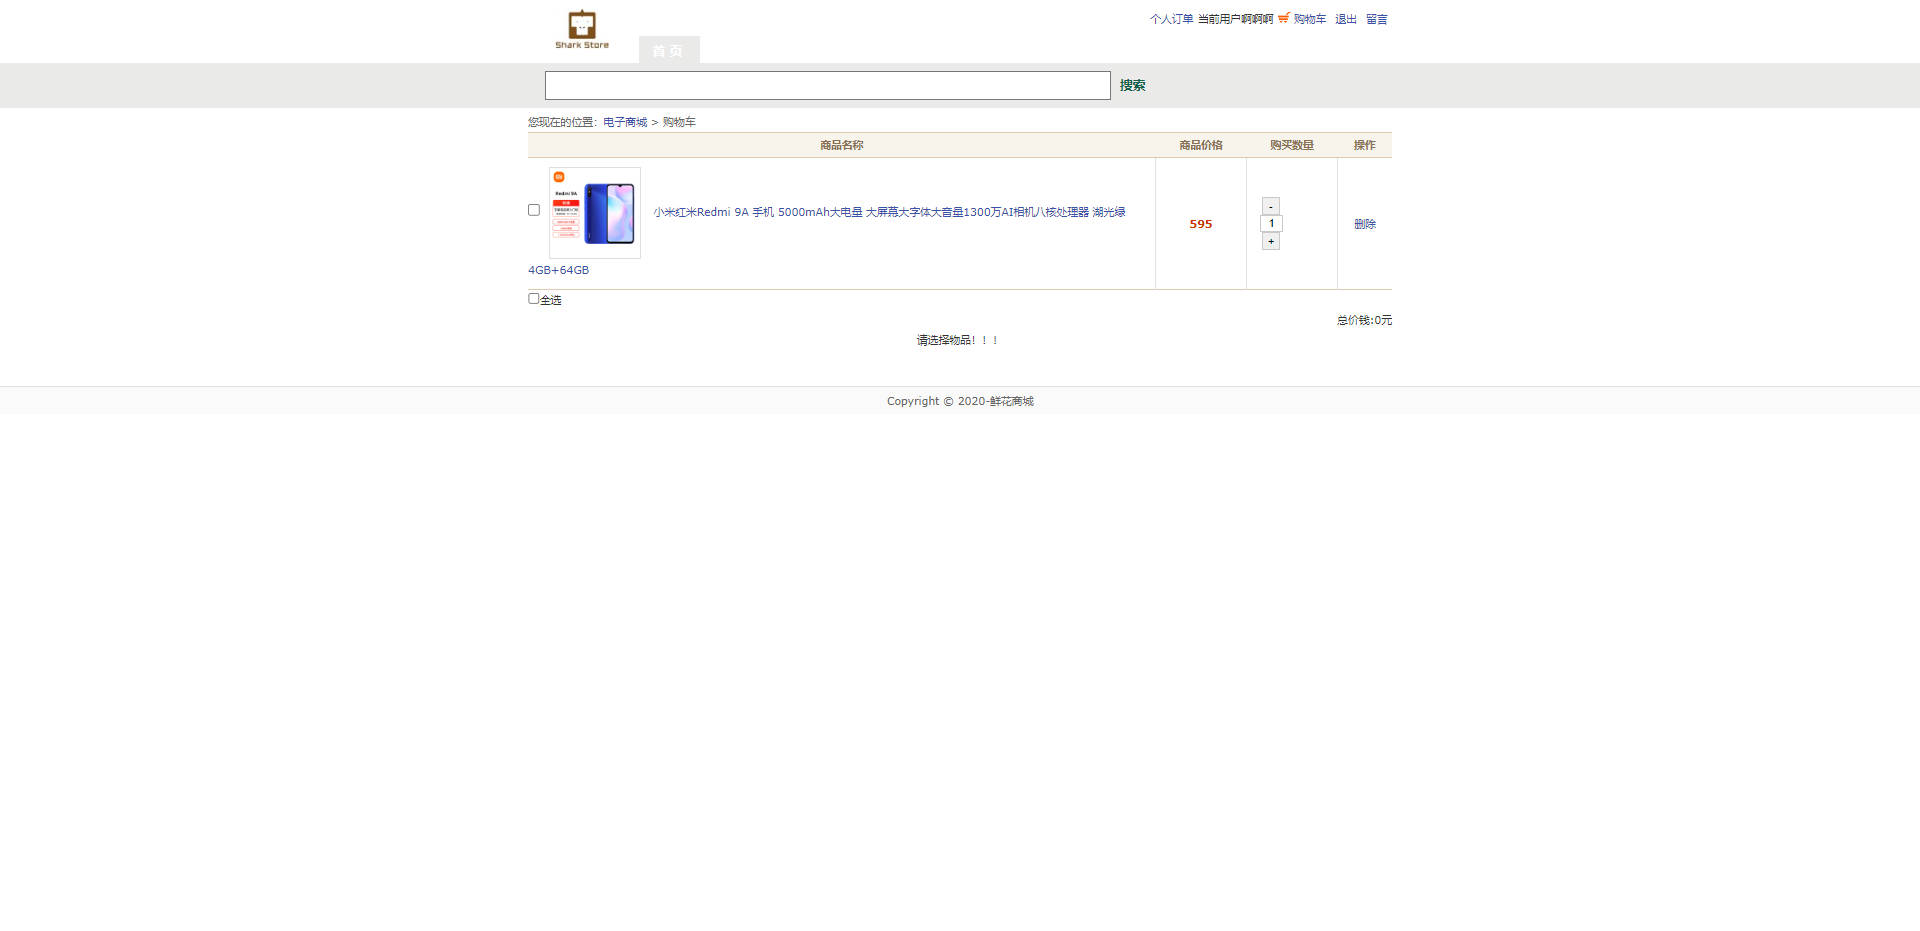 Shark Store
首 页
个人订单 当前用户啊啊啊 购物车 退出 留言
搜索
您现在的位置：电子商城 > 购物车
商品名称 商品价格 购买数量 操作
Redmi 9A
小米红米Redmi 9A 手机 5000mAh大电量 大屏幕大字体大音量1300万AI相机八核处理器 湖光绿
4GB+64GB
595
-
1
+
删除
全选
总价钱:0元
请选择物品！！！
Copyright © 2020-鲜花商城